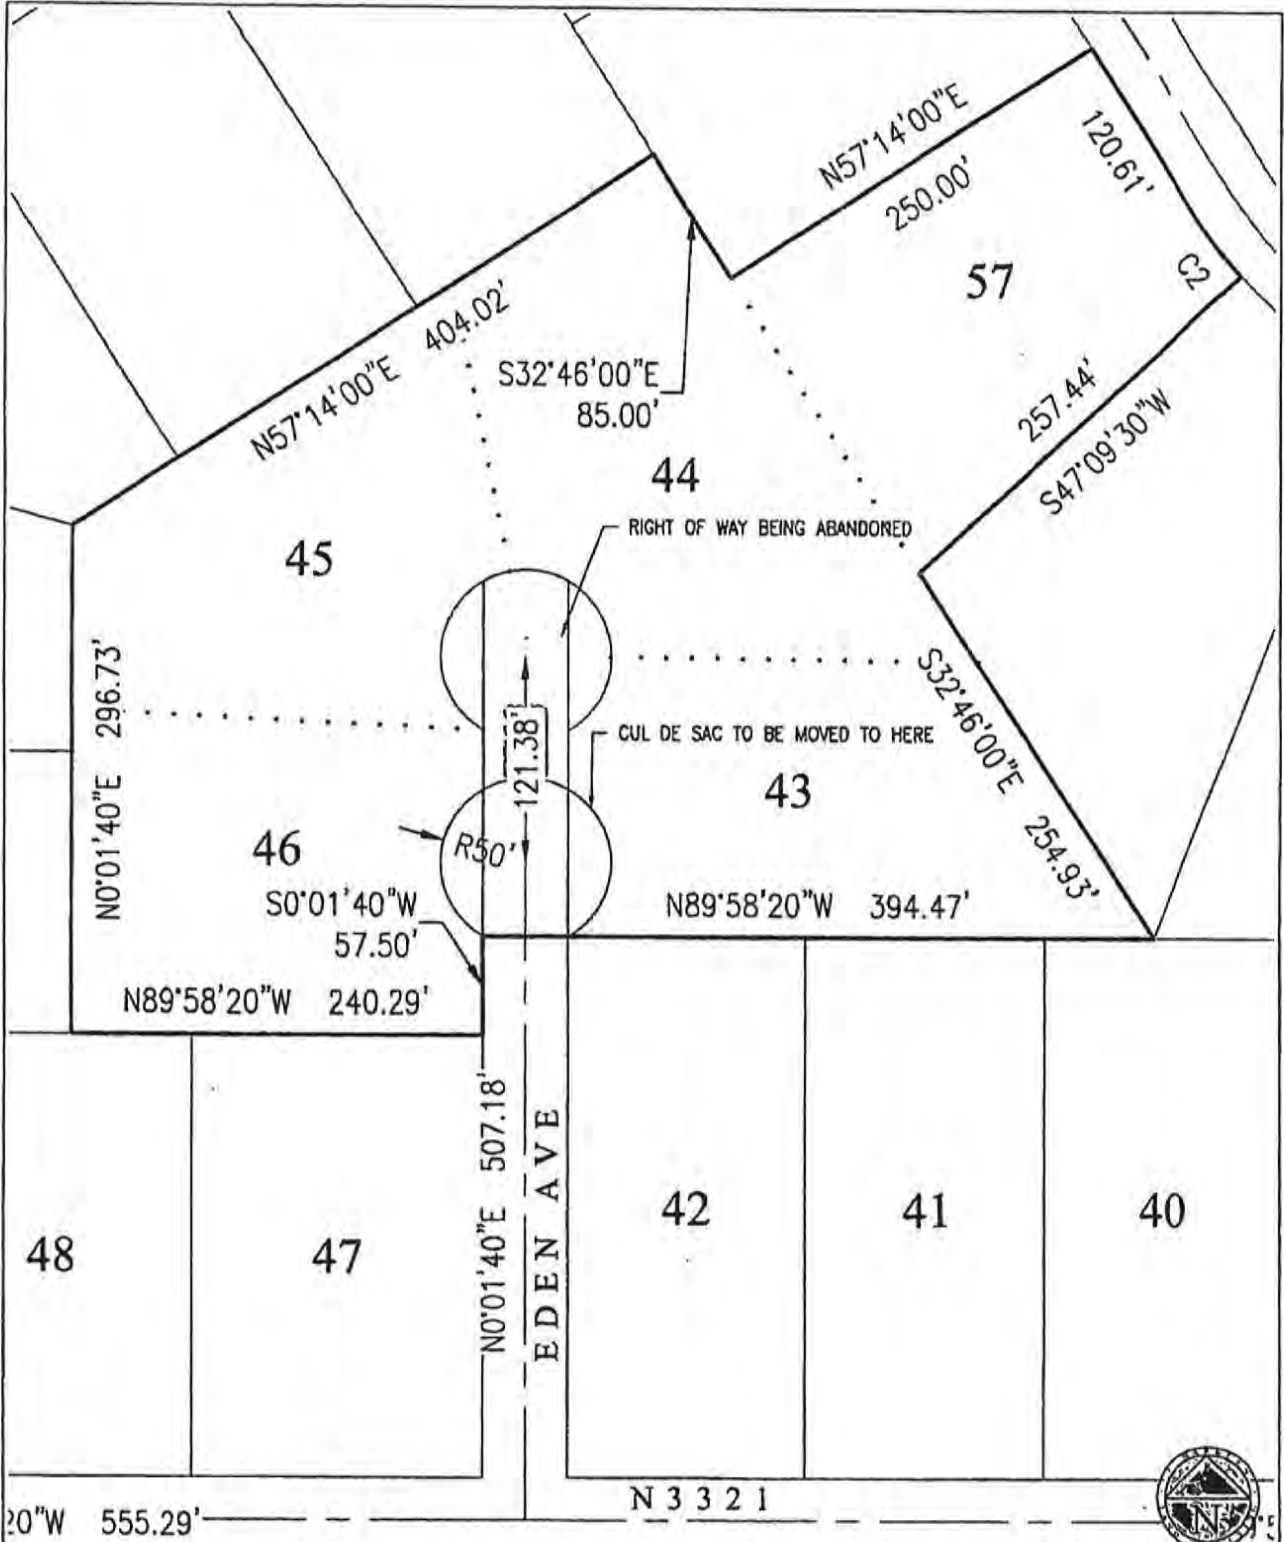 N57°14'00"E
250.00'
120.61'
57
C2
N57°14'00"E 404.02'
S32°46'00"E
85.00'
257.44'
S47°09'30"W
44
RIGHT OF WAY BEING ABANDONED
45
N0°01'40"E 296.73'
S32°46'00"E 254.93'
121.38'
CUL DE SAC TO BE MOVED TO HERE
43
46
R50'
S0°01'40"W
57.50'
N89°58'20"W 394.47'
N89°58'20"W 240.29'
N0°01'40"E 507.18'
EDEN AVE
42
41
40
48
47
N3321
20"W 555.29'
N